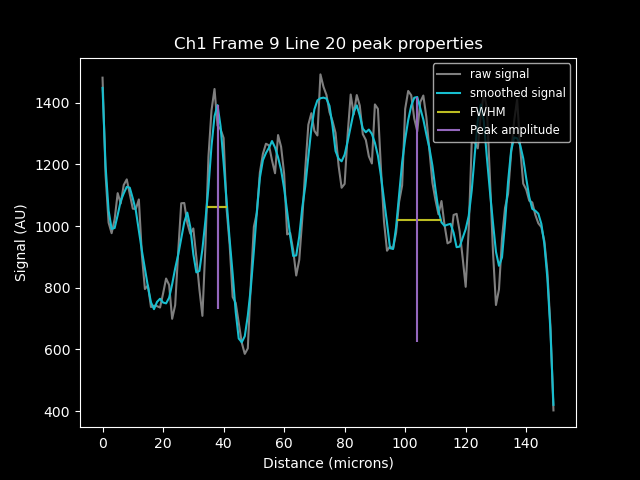 Ch1 Frame 9 Line 20 peak properties
raw signal
smoothed signal
FWHM
Peak amplitude
Signal (AU)
1400
1200
1000
800
600
400
0 20 40 60 80 100 120 140
Distance (microns)